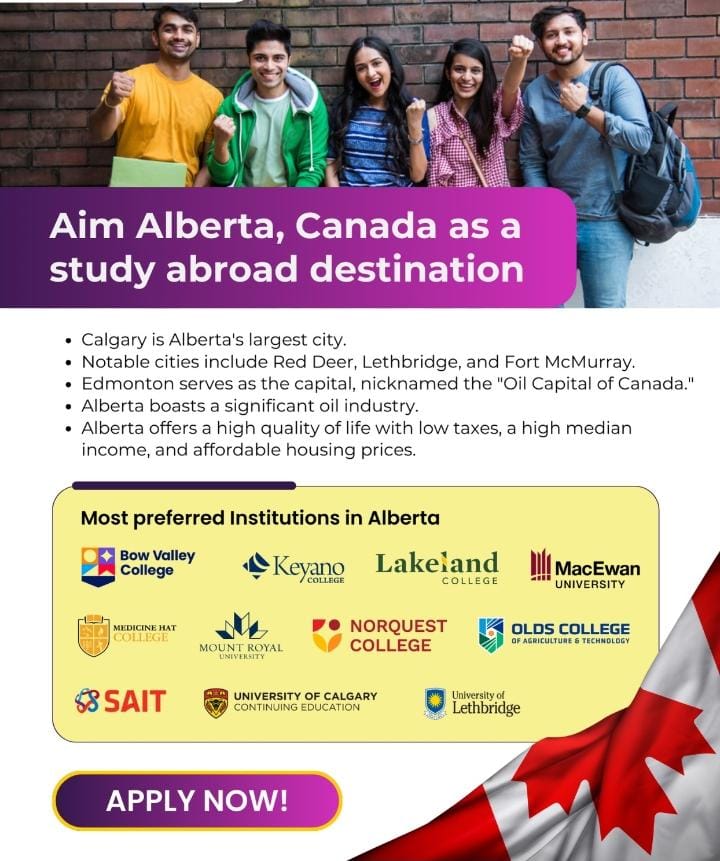 Aim Alberta, Canada as a
study abroad destination
• Calgary is Alberta's largest city.
• Notable cities include Red Deer, Lethbridge, and Fort McMurray.
• Edmonton serves as the capital, nicknamed the "Oil Capital of Canada."
• Alberta boasts a significant oil industry.
• Alberta offers a high quality of life with low taxes, a high median
income, and affordable housing prices.
Most preferred Institutions in Alberta
Bow Valley
College
Keyano
COLLEGE
Lakeland
COLLEGE
MacEwan
UNIVERSITY
MEDICINE HAT
COLLEGE
MOUNT ROYAL
UNIVERSITY
NORQUEST
COLLEGE
OLDS COLLEGE
OF AGRICULTURE & TECHNOLOGY
SAIT
UNIVERSITY OF CALGARY
CONTINUING EDUCATION
University of
Lethbridge
APPLY NOW!